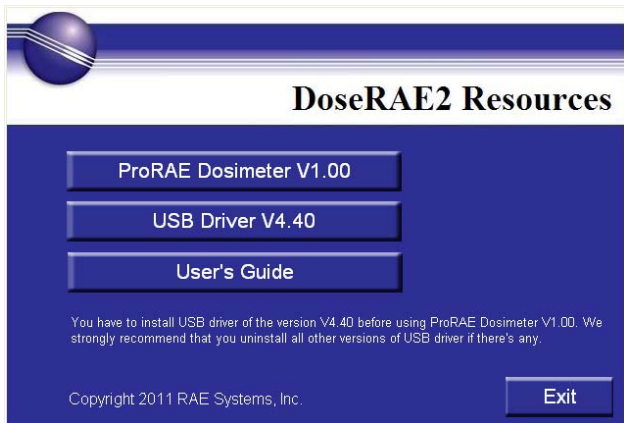 DoseRAE2 Resources
ProRAE Dosimeter V1.00
USB Driver V4.40
User's Guide
You have to install USB driver of the version V4.40 before using ProRAE Dosimeter V1.00. We
strongly recommend that you uninstall all other versions of USB driver if there's any.
Copyright 2011 RAE Systems, Inc.
Exit